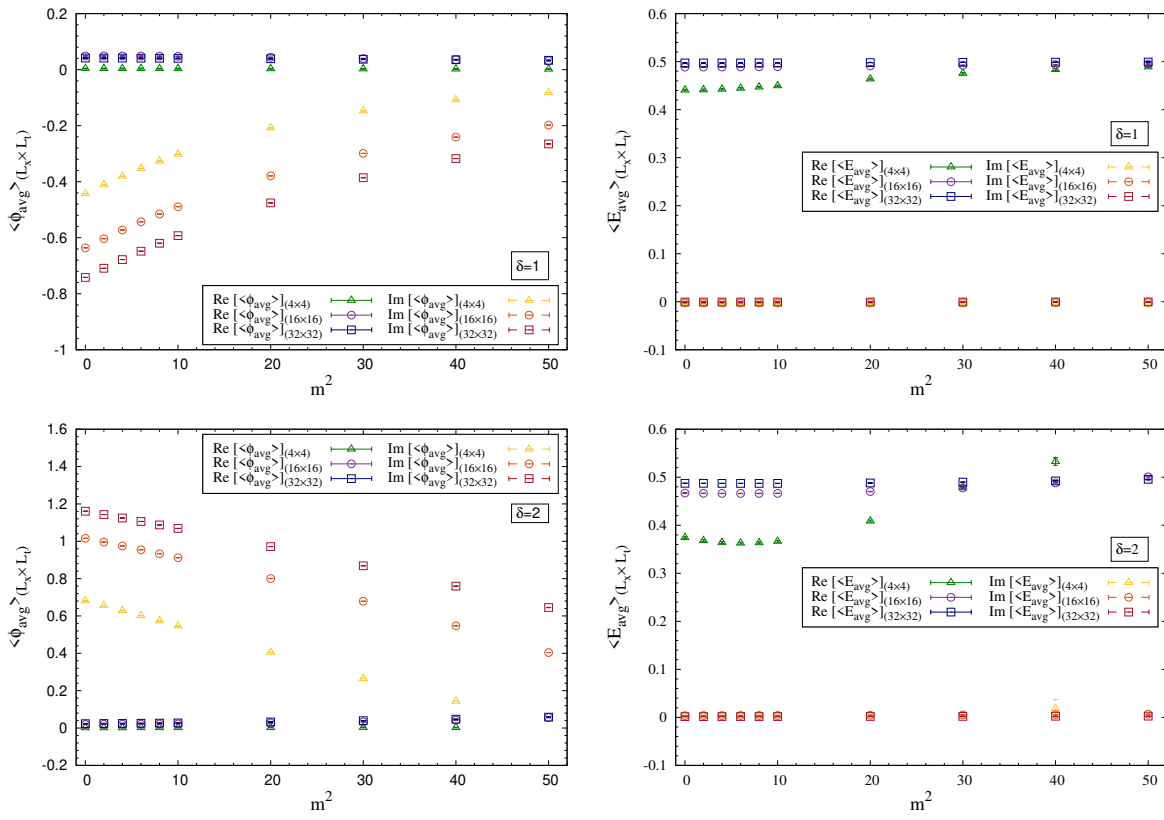 0.2
0
-0.2
-0.4
-0.6
-0.8
-1
<ϕavg>(Lx× Lt)
δ=1
Re [<ϕavg>](4×4) Im [<ϕavg>](4×4)
Re [<ϕavg>](16×16) Im [<ϕavg>](16×16)
Re [<ϕavg>](32×32) Im [<ϕavg>](32×32)
0 10 20 30 40 50
m2
0.6
0.5
0.4
0.3
0.2
0.1
0
-0.1
<Eavg>(Lx× Lt)
δ=1
Re [<Eavg>](4×4) Im [<Eavg>](4×4)
Re [<Eavg>](16×16) Im [<Eavg>](16×16)
Re [<Eavg>](32×32) Im [<Eavg>](32×32)
0 10 20 30 40 50
m2
1.6
1.4
1.2
1
0.8
0.6
0.4
0.2
0
-0.2
<ϕavg>(Lx× Lt)
Re [<ϕavg>](4×4) Im [<ϕavg>](4×4)
Re [<ϕavg>](16×16) Im [<ϕavg>](16×16)
Re [<ϕavg>](32×32) Im [<ϕavg>](32×32)
δ=2
0 10 20 30 40 50
m2
0.6
0.5
0.4
0.3
0.2
0.1
0
-0.1
<Eavg>(Lx× Lt)
δ=2
Re [<Eavg>](4×4) Im [<Eavg>](4×4)
Re [<Eavg>](16×16) Im [<Eavg>](16×16)
Re [<Eavg>](32×32) Im [<Eavg>](32×32)
0 10 20 30 40 50
m2